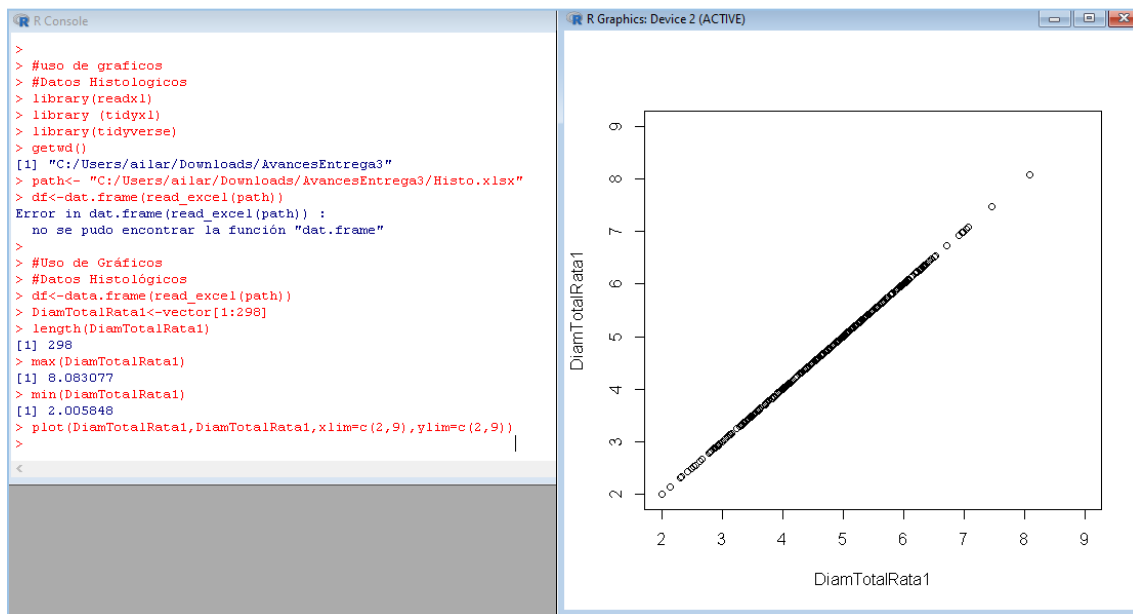 R Console
>
> #uso de graficos
> #Datos Histologicos
> library(readxl)
> library (tidyxl)
> library(tidyverse)
> getwd()
[1] "C:/Users/ailar/Downloads/AvancesEntrega3"
> path<- "C:/Users/ailar/Downloads/AvancesEntrega3/Histo.xlsx"
> df<-dat.frame(read_excel(path))
Error in dat.frame(read_excel(path)) :
no se pudo encontrar la función "dat.frame"
>
> #Uso de Gráficos
> #Datos Histológicos
> df<-data.frame(read_excel(path))
> DiamTotalRata1<-vector[1:298]
> length(DiamTotalRata1)
[1] 298
> max(DiamTotalRata1)
[1] 8.083077
> min(DiamTotalRata1)
[1] 2.005848
> plot(DiamTotalRata1,DiamTotalRata1,xlim=c(2,9),ylim=c(2,9))
>
R Graphics: Device 2 (ACTIVE)
9
8
7
6
5
4
3
2
DiamTotalRata1
2 3 4 5 6 7 8 9
DiamTotalRata1